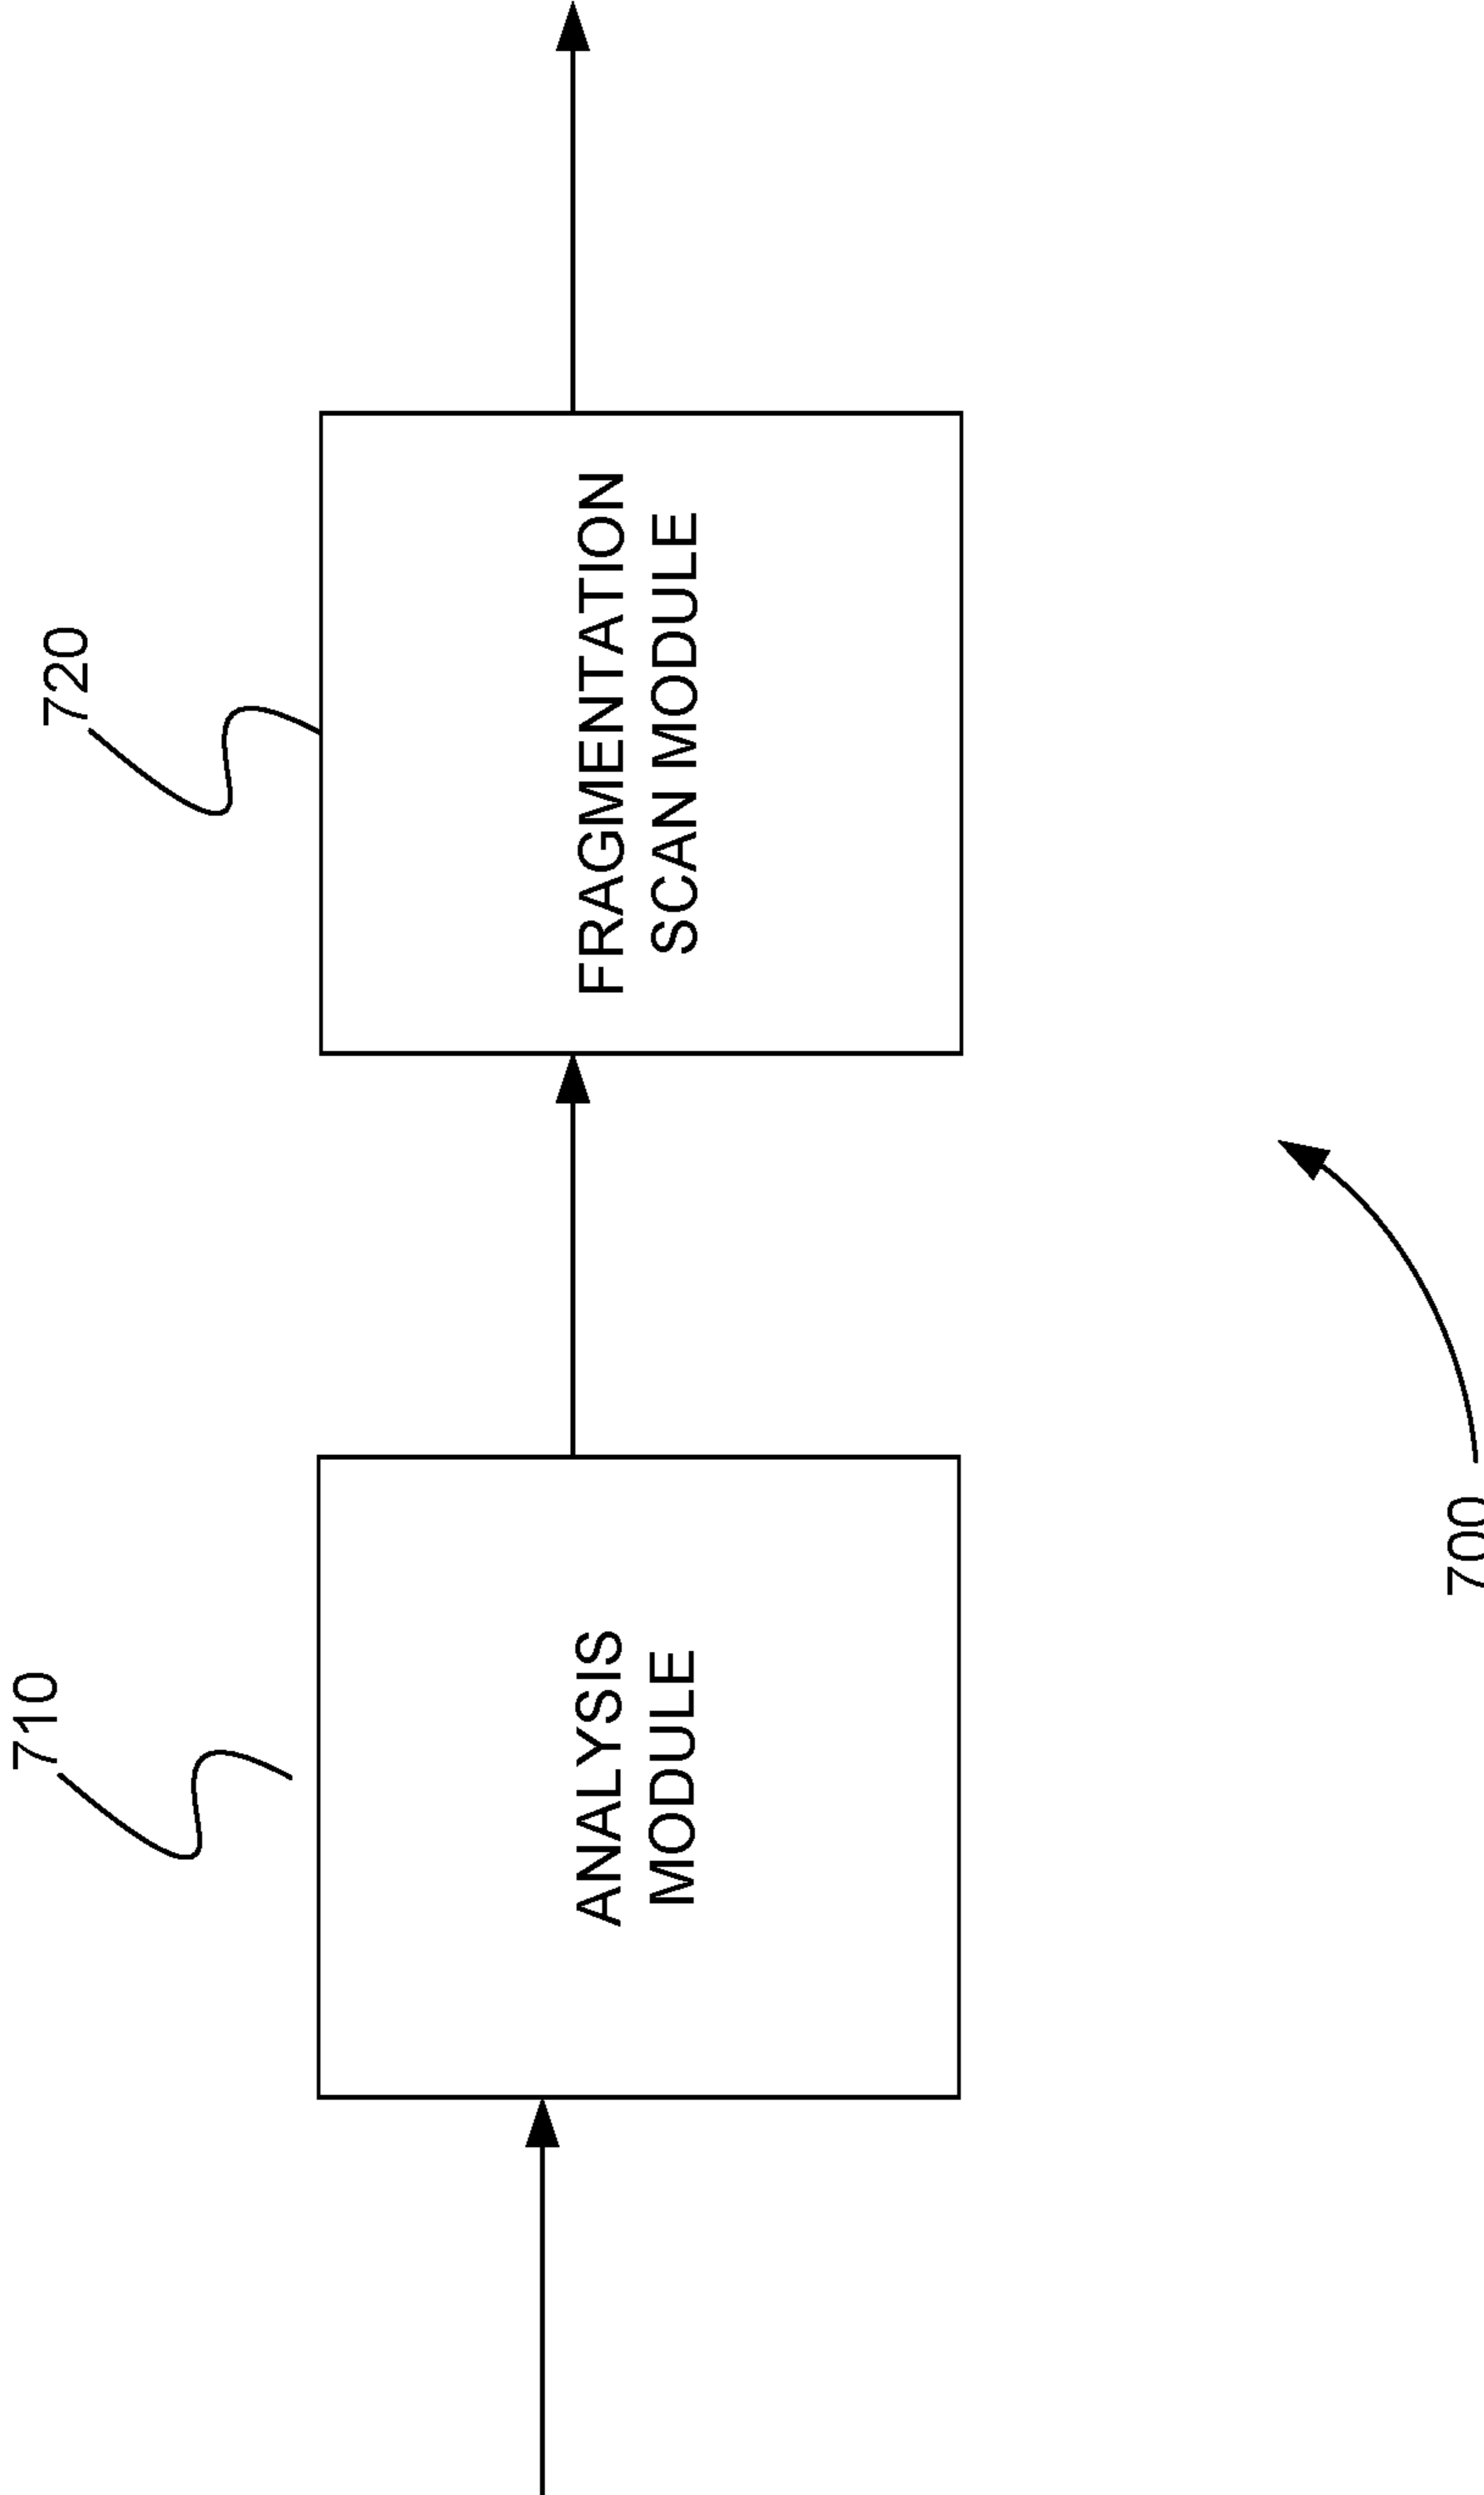 710
720
ANALYSIS
MODULE
FRAGMENTATION
SCAN MODULE
700